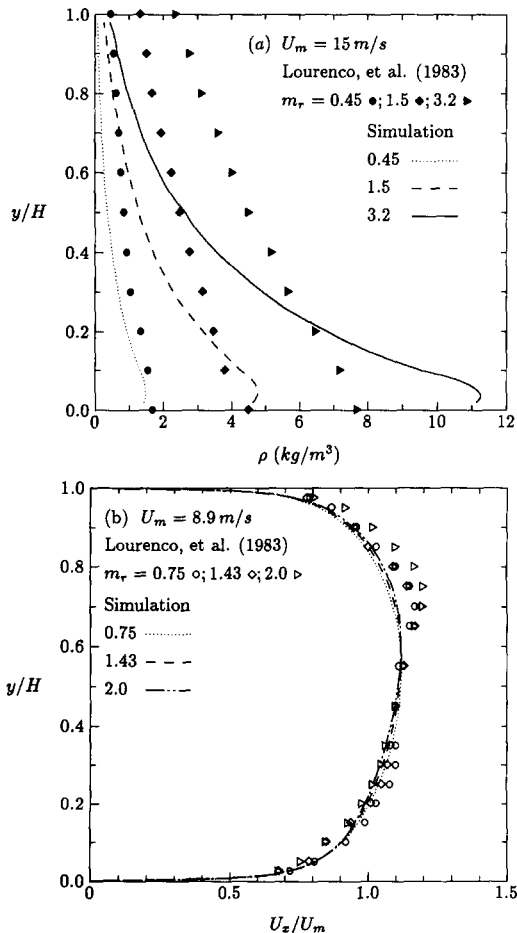 1.0
0.8
0.6
y/H
0.4
0.2
0.0
0 2 4 6 8 10 12
ρ (kg/m³)
(a) U_m = 15 m/s
Lourenco, et al. (1983)
m_r = 0.45 ●; 1.5 ◆; 3.2 ▶
Simulation
0.45
1.5
3.2
1.0
0.8
0.6
y/H
0.4
0.2
0.0
0 0.5 1.0 1.5
U_x/U_m
(b) U_m = 8.9 m/s
Lourenco, et al. (1983)
m_r = 0.75 ○; 1.43 ◇; 2.0 ▷
Simulation
0.75
1.43
2.0